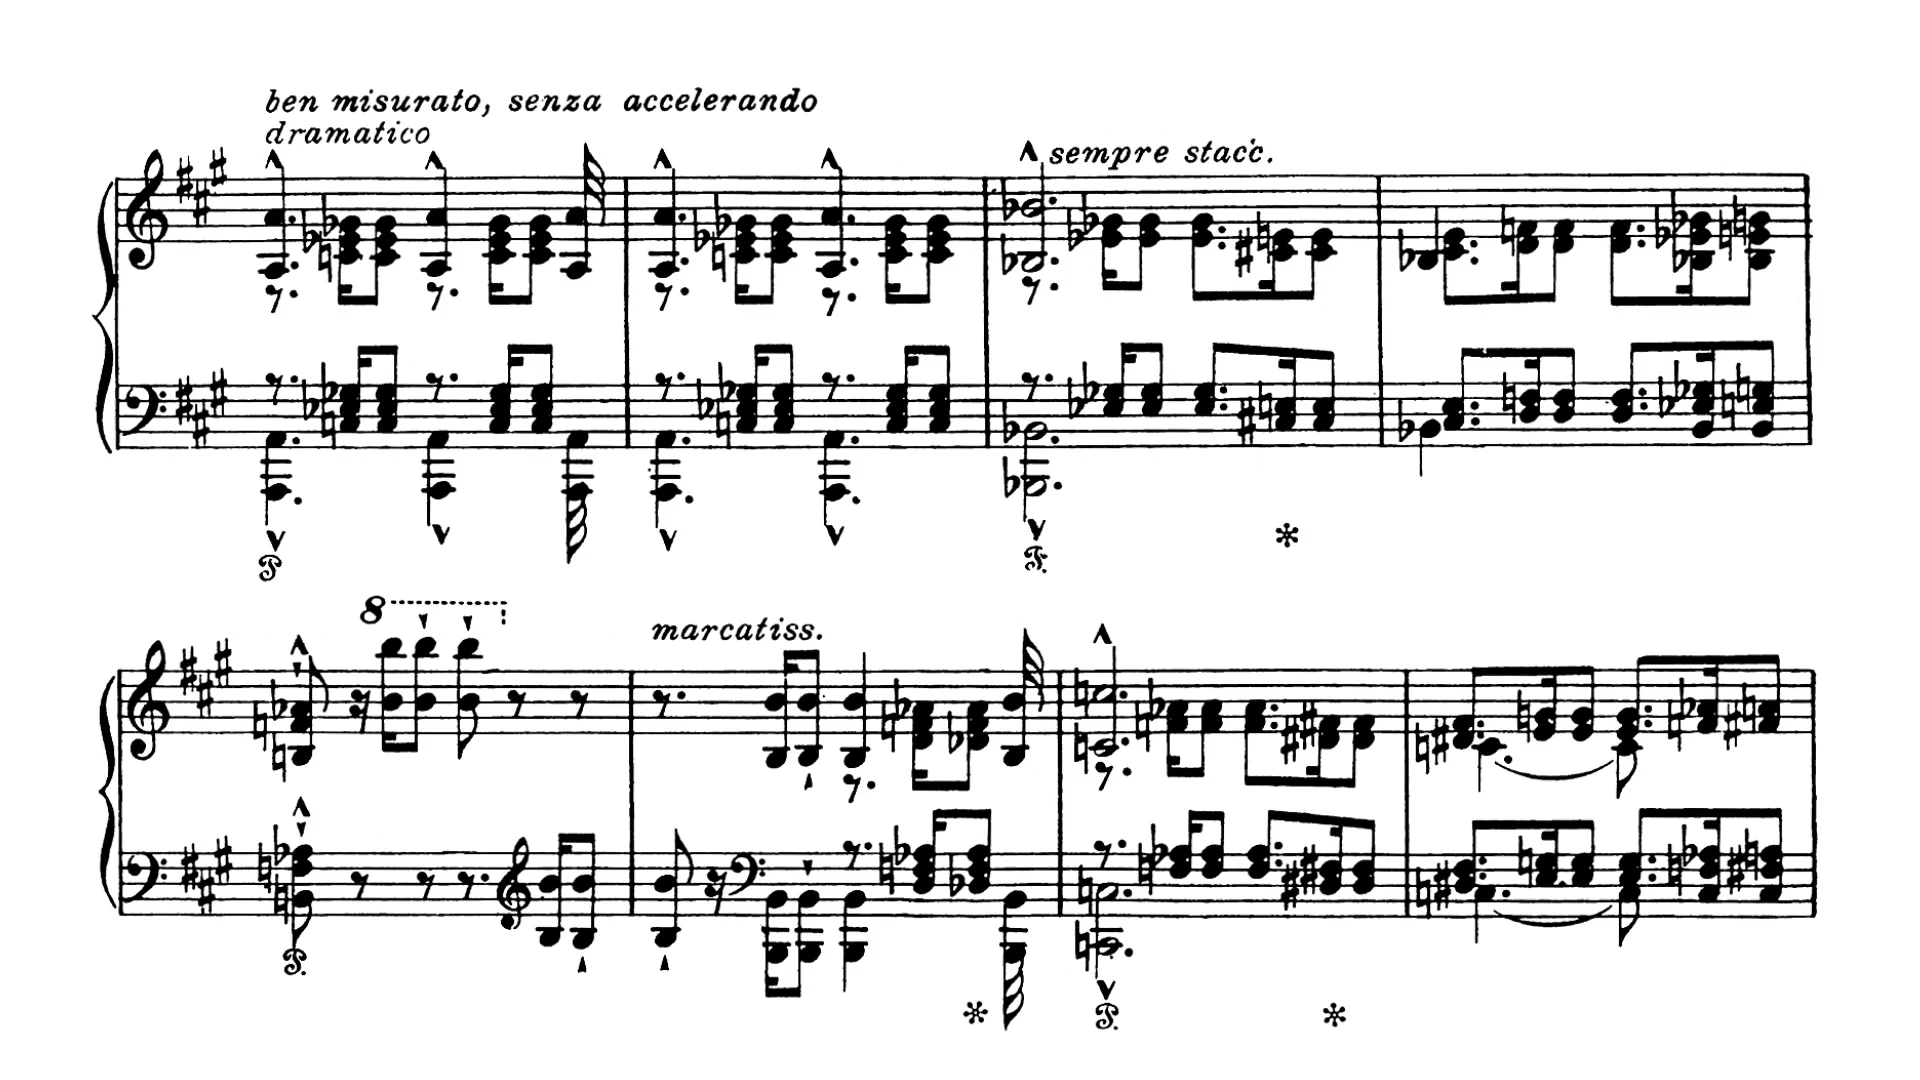 ben misurato, senza accelerando
dramatico
sempre stacc.
8
marcatiss.